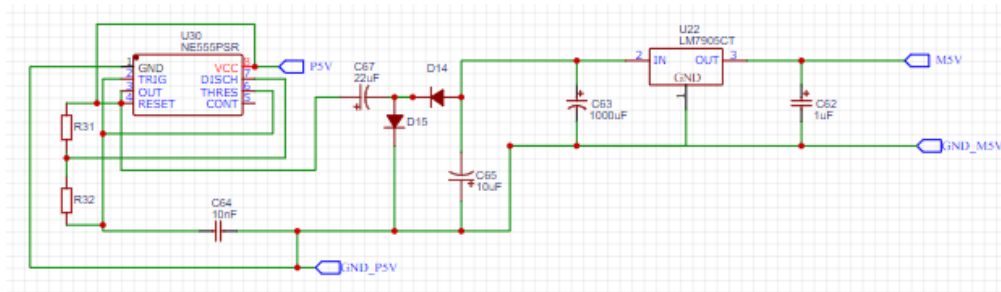 U30
NE555PSR
1 GND
2 TRIG
3 OUT
4 RESET
VCC 8
DISCH 7
THRES 6
CONT 5
P5V
R31
R32
C64
10nF
C67
22uF
D14
D15
C65
10uF
GND_P5V
U22
LM7905CT
2 IN
OUT 3
GND
1
C63
1000uF
C62
1uF
M5V
GND_M5V